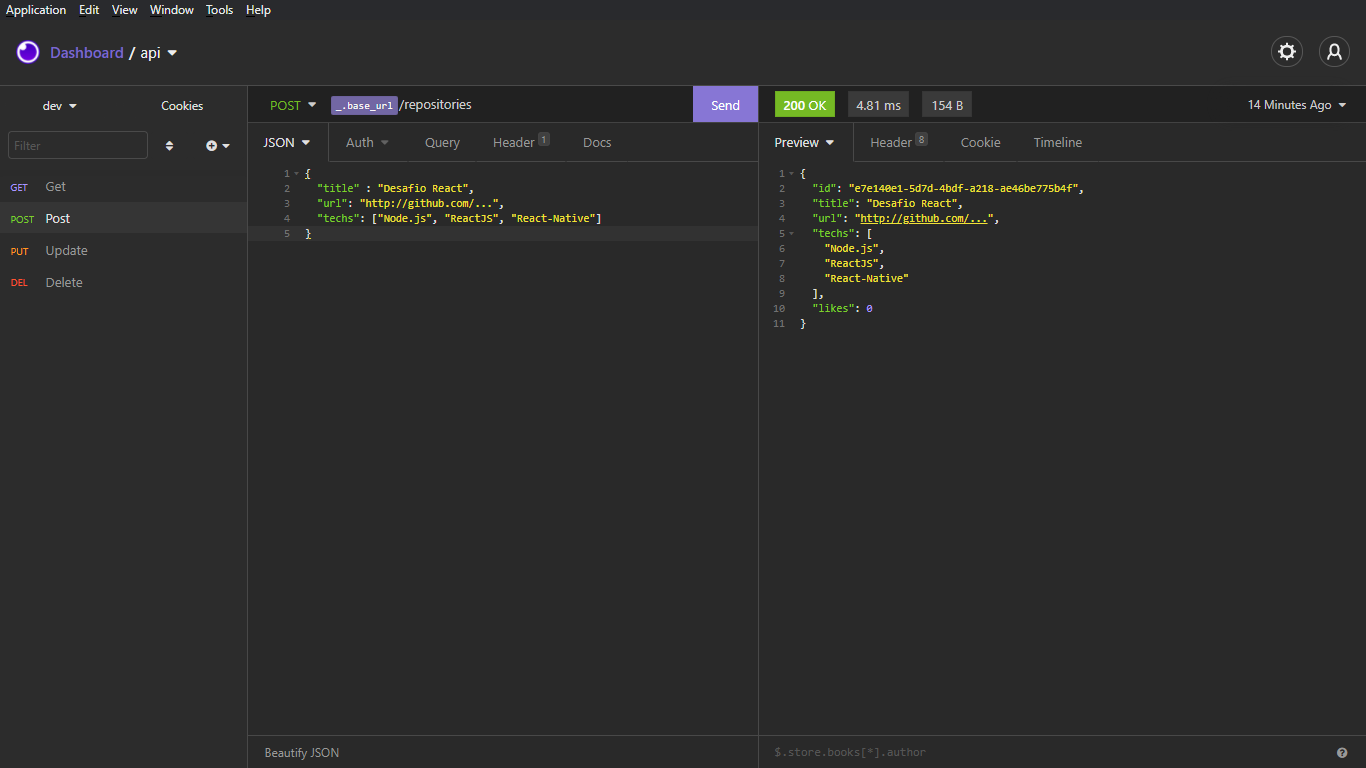 Application Edit View Window Tools Help
Dashboard / api
dev Cookies
Filter
GET Get
POST Post
PUT Update
DEL Delete
POST _.base_url /repositories Send
JSON Auth Query Header 1 Docs
1 {
2 "title" : "Desafio React",
3 "url": "http://github.com/...",
4 "techs": ["Node.js", "ReactJS", "React-Native"]
5 }
Beautify JSON
200 OK 4.81 ms 154 B 14 Minutes Ago
Preview Header 8 Cookie Timeline
1 {
2 "id": "e7e140e1-5d7d-4bdf-a218-ae46be775b4f",
3 "title": "Desafio React",
4 "url": "http://github.com/...",
5 "techs": [
6 "Node.js",
7 "ReactJS",
8 "React-Native"
9 ],
10 "likes": 0
11 }
$.store.books[*].author